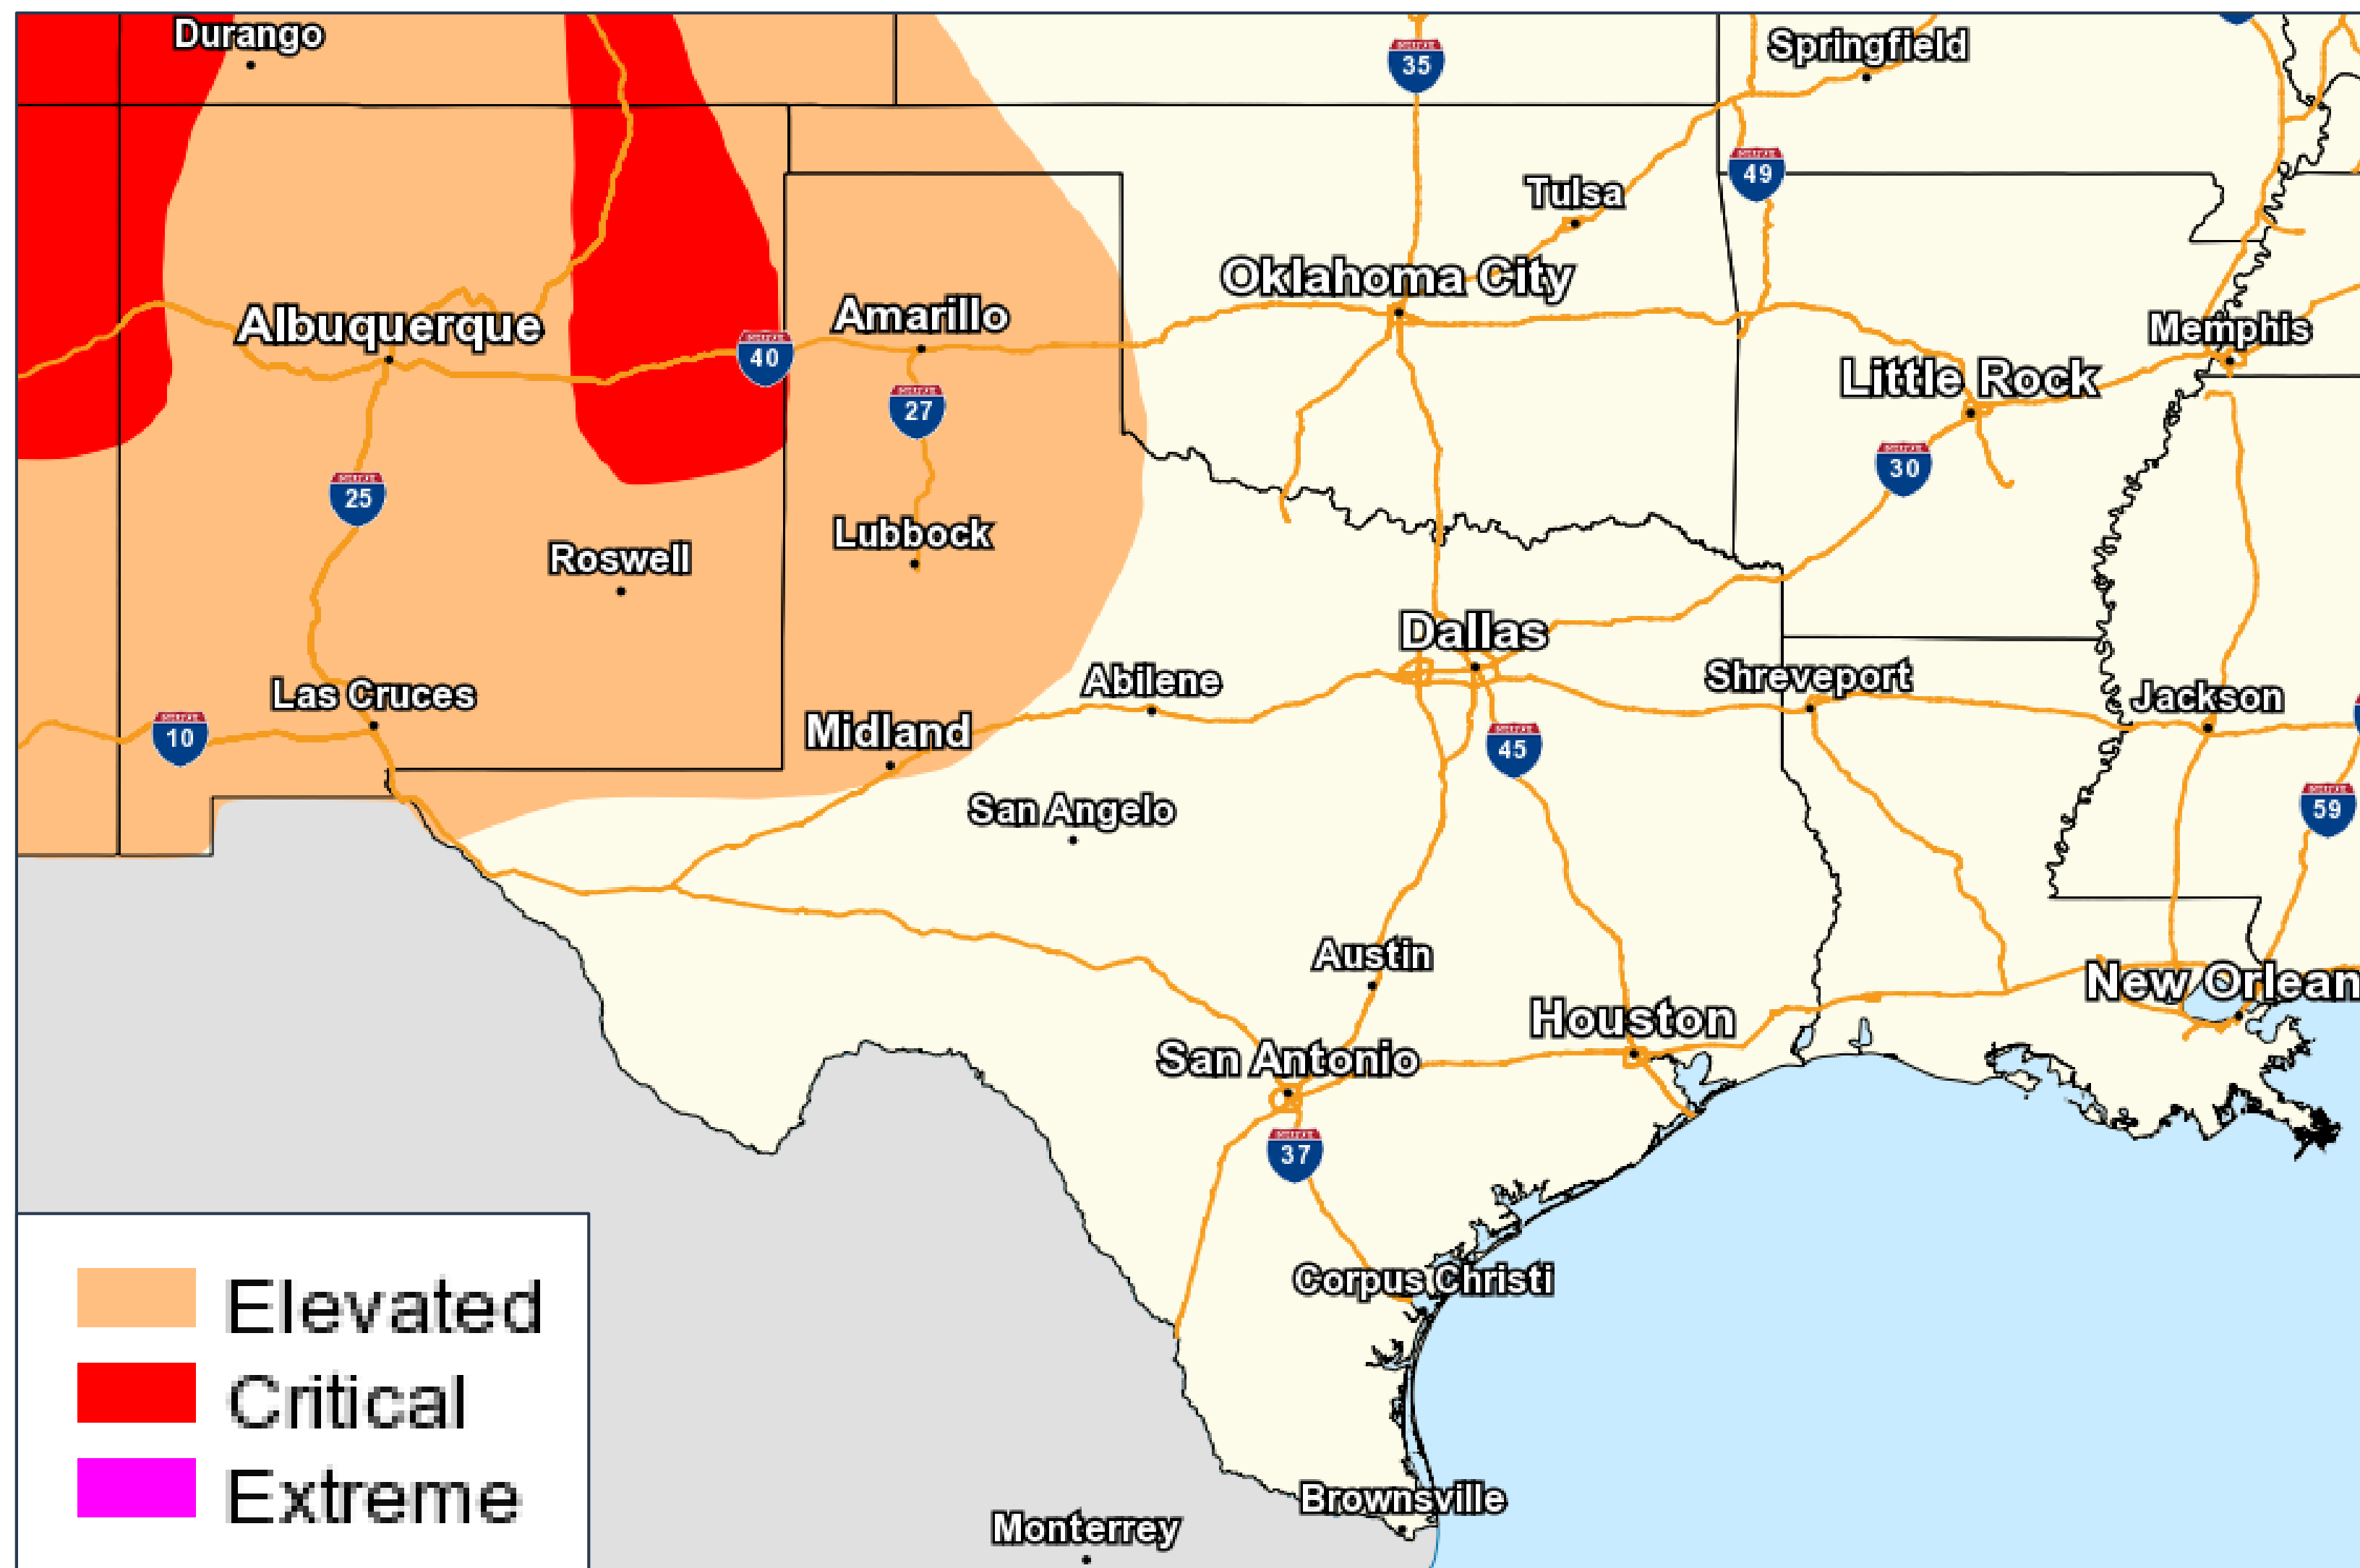 Durango
Springfield
35
49
Tulsa
Oklahoma City
Albuquerque
Amarillo
Memphis
40
Little Rock
27
30
25
Lubbock
Roswell
Dallas
Abilene
Shreveport
Las Cruces
Jackson
Midland
10
45
San Angelo
59
Austin
New Orlean
Houston
San Antonio
37
Corpus Christi
Elevated
Critical
Extreme
Brownsville
Monterrey